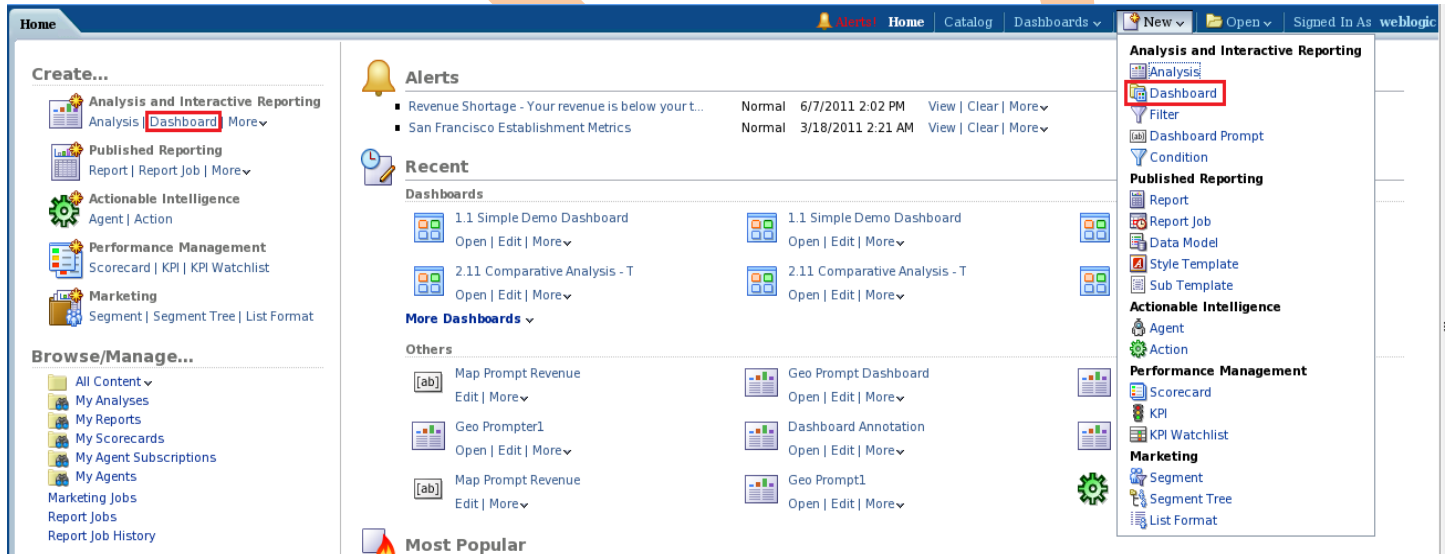 Home
Alerts! Home | Catalog | Dashboards | New | Open | Signed In As weblogic
Create...
Analysis and Interactive Reporting
Analysis | Dashboard | More
Published Reporting
Report | Report Job | More
Actionable Intelligence
Agent | Action
Performance Management
Scorecard | KPI | KPI Watchlist
Marketing
Segment | Segment Tree | List Format
Browse/Manage...
All Content
My Analyses
My Reports
My Scorecards
My Agent Subscriptions
My Agents
Marketing Jobs
Report Jobs
Report Job History
Alerts
Revenue Shortage - Your revenue is below your t... Normal 6/7/2011 2:02 PM View | Clear | More
San Francisco Establishment Metrics Normal 3/18/2011 2:21 AM View | Clear | More
Recent
Dashboards
1.1 Simple Demo Dashboard
Open | Edit | More
1.1 Simple Demo Dashboard
Open | Edit | More
2.11 Comparative Analysis - T
Open | Edit | More
2.11 Comparative Analysis - T
Open | Edit | More
More Dashboards
Others
[ab] Map Prompt Revenue
Edit | More
Geo Prompt Dashboard
Open | Edit | More
Geo Prompter1
Open | Edit | More
Dashboard Annotation
Open | Edit | More
[ab] Map Prompt Revenue
Edit | More
Geo Prompt1
Open | Edit | More
Most Popular
Analysis and Interactive Reporting
Analysis
Dashboard
Filter
[ab] Dashboard Prompt
Condition
Published Reporting
Report
Report Job
Data Model
Style Template
Sub Template
Actionable Intelligence
Agent
Action
Performance Management
Scorecard
KPI
KPI Watchlist
Marketing
Segment
Segment Tree
List Format